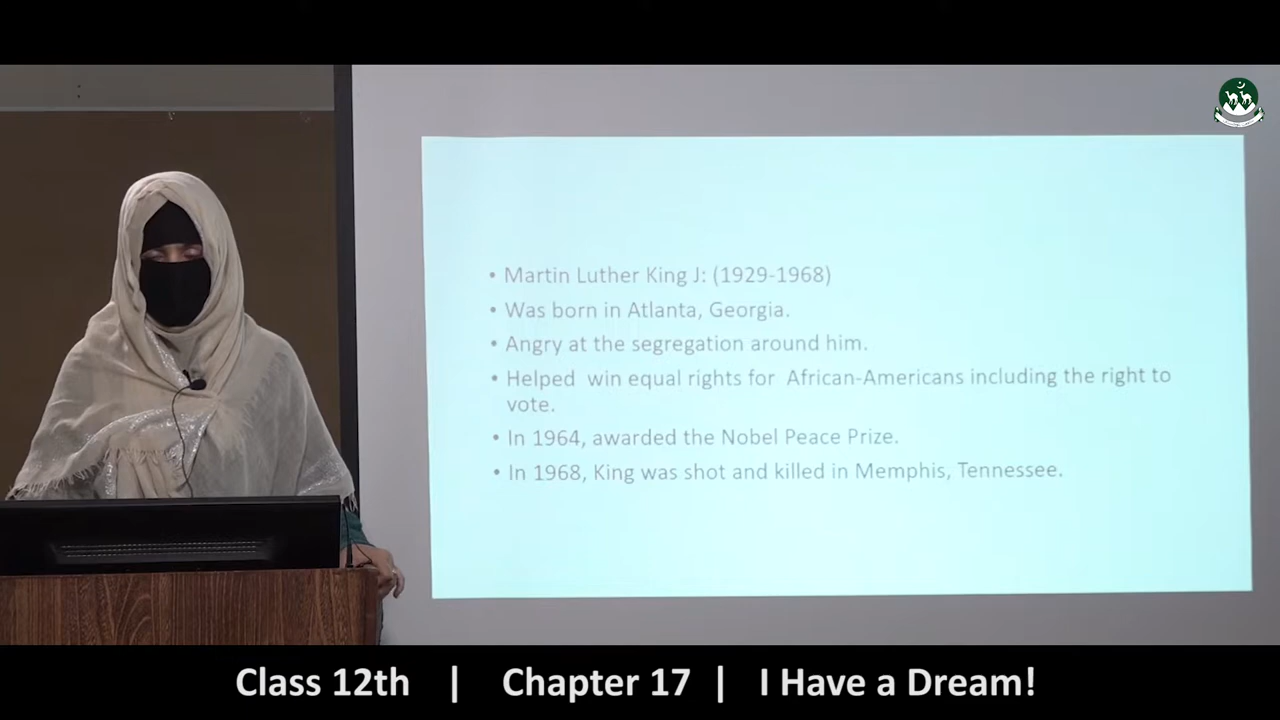 • Martin Luther King J: (1929-1968)
• Was born in Atlanta, Georgia.
• Angry at the segregation around him.
• Helped win equal rights for African-Americans including the right to
vote.
• In 1964, awarded the Nobel Peace Prize.
• In 1968, King was shot and killed in Memphis, Tennessee.
Class 12th | Chapter 17 | I Have a Dream!